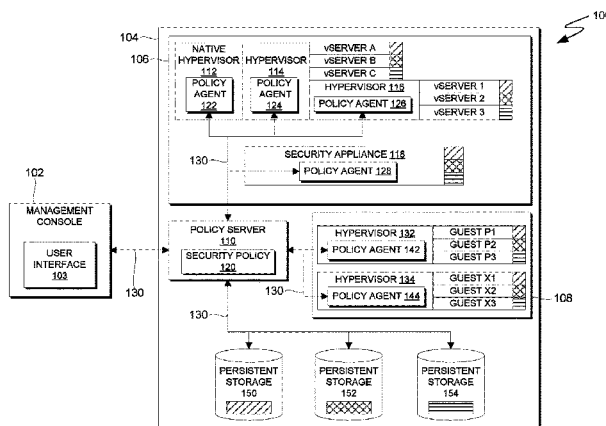 100
104
106
NATIVE HYPERVISOR 112
POLICY AGENT 122
HYPERVISOR 114
POLICY AGENT 124
vSERVER A
vSERVER B
vSERVER C
HYPERVISOR 116
POLICY AGENT 126
vSERVER 1
vSERVER 2
vSERVER 3
130
SECURITY APPLIANCE 118
POLICY AGENT 128
102
MANAGEMENT CONSOLE
USER INTERFACE 103
130
POLICY SERVER 110
SECURITY POLICY 120
130
HYPERVISOR 132
POLICY AGENT 142
GUEST P1
GUEST P2
GUEST P3
130
HYPERVISOR 134
POLICY AGENT 144
GUEST X1
GUEST X2
GUEST X3
108
PERSISTENT STORAGE 150
PERSISTENT STORAGE 152
PERSISTENT STORAGE 154